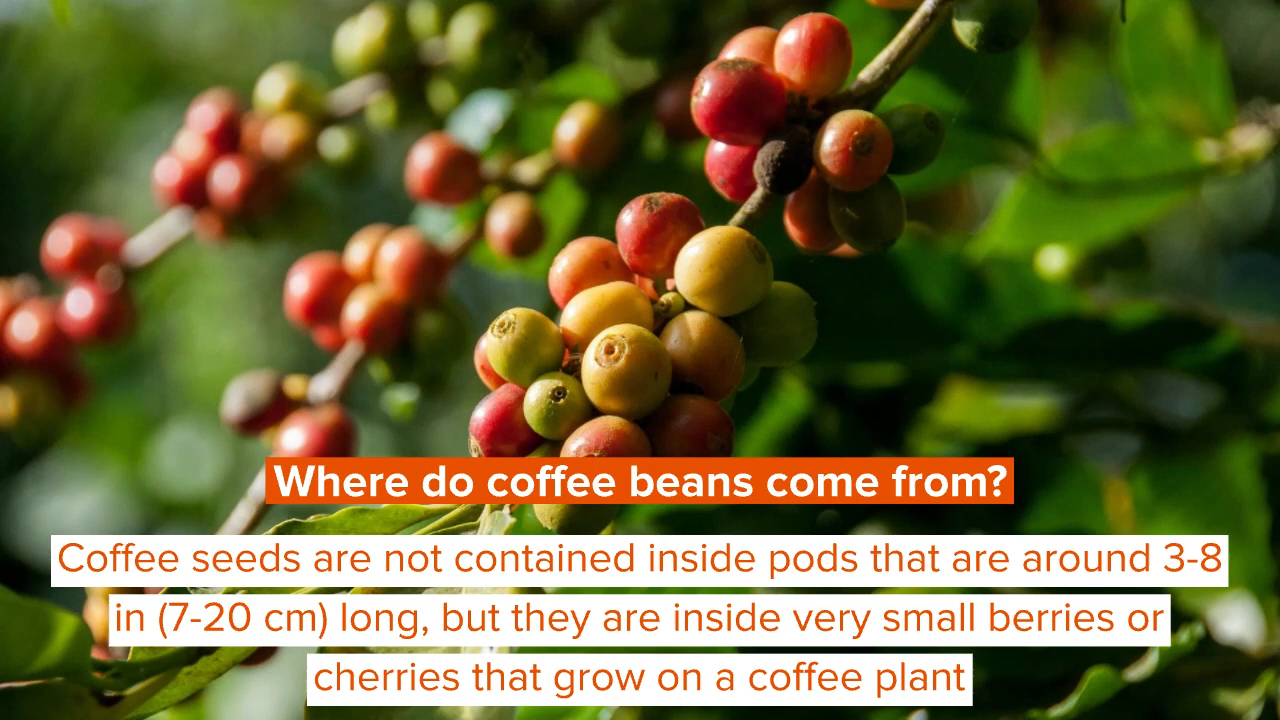 Where do coffee beans come from?
Coffee seeds are not contained inside pods that are around 3-8
in (7-20 cm) long, but they are inside very small berries or
cherries that grow on a coffee plant